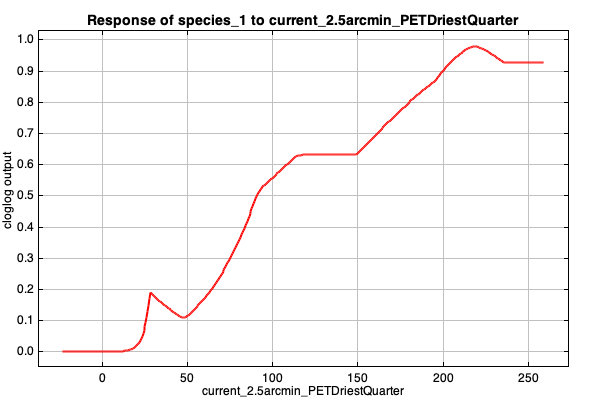 Response of species_1 to current_2.5arcmin_PETDriestQuarter
1.0
0.9
0.8
0.7
0.6
0.5
0.4
0.3
0.2
0.1
0.0
cloglog output
0 50 100 150 200 250
current_2.5arcmin_PETDriestQuarter